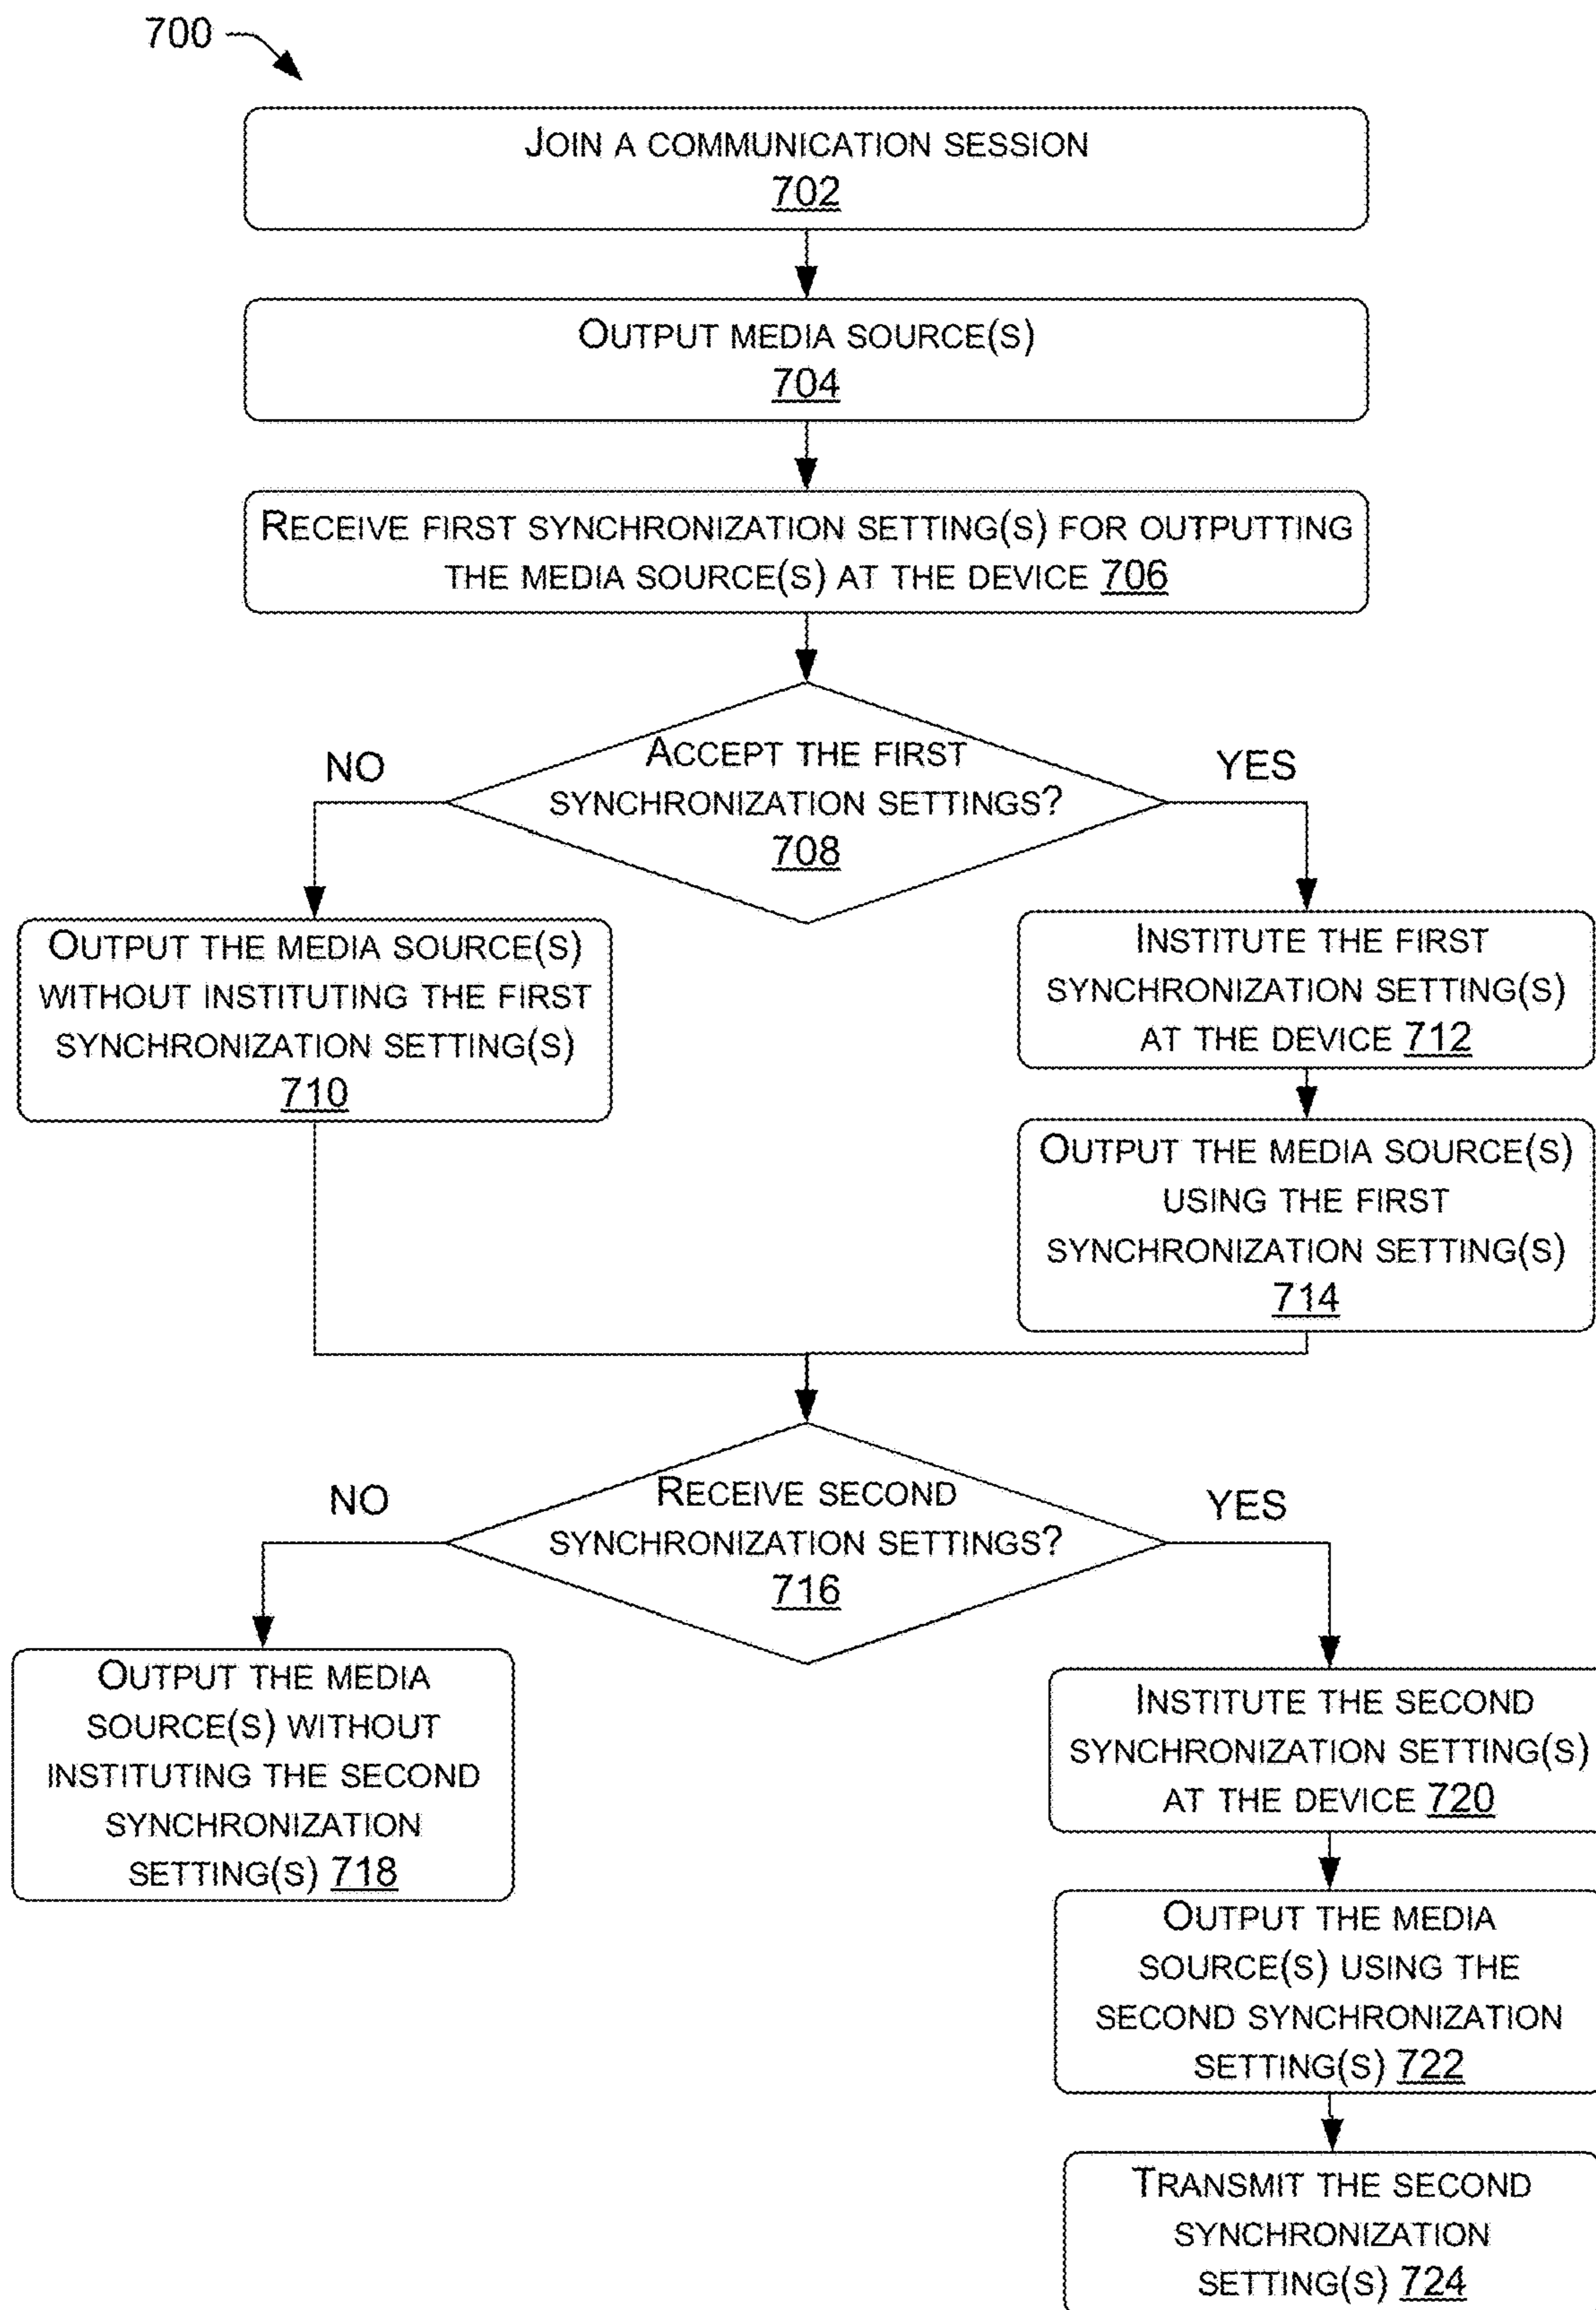 700
JOIN A COMMUNICATION SESSION
702
OUTPUT MEDIA SOURCE(S)
704
RECEIVE FIRST SYNCHRONIZATION SETTING(S) FOR OUTPUTTING
THE MEDIA SOURCE(S) AT THE DEVICE 706
ACCEPT THE FIRST
SYNCHRONIZATION SETTINGS?
708
NO
YES
OUTPUT THE MEDIA SOURCE(S)
WITHOUT INSTITUTING THE FIRST
SYNCHRONIZATION SETTING(S)
710
INSTITUTE THE FIRST
SYNCHRONIZATION SETTING(S)
AT THE DEVICE 712
OUTPUT THE MEDIA SOURCE(S)
USING THE FIRST
SYNCHRONIZATION SETTING(S)
714
RECEIVE SECOND
SYNCHRONIZATION SETTINGS?
716
NO
YES
OUTPUT THE MEDIA
SOURCE(S) WITHOUT
INSTITUTING THE SECOND
SYNCHRONIZATION
SETTING(S) 718
INSTITUTE THE SECOND
SYNCHRONIZATION SETTING(S)
AT THE DEVICE 720
OUTPUT THE MEDIA
SOURCE(S) USING THE
SECOND SYNCHRONIZATION
SETTING(S) 722
TRANSMIT THE SECOND
SYNCHRONIZATION
SETTING(S) 724